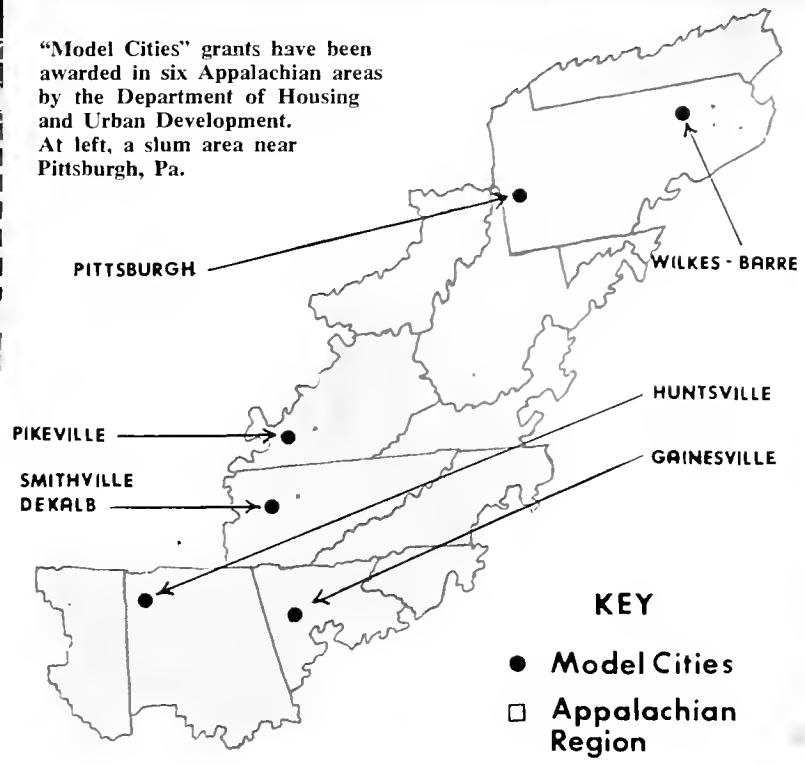 "Model Cities" grants have been
awarded in six Appalachian areas
by the Department of Housing
and Urban Development.
At left, a slum area near
Pittsburgh, Pa.
PITTSBURGH
WILKES - BARRE
HUNTSVILLE
PIKEVILLE
GAINESVILLE
SMITHVILLE
DEKALB
KEY
Model Cities
Appalachian
Region